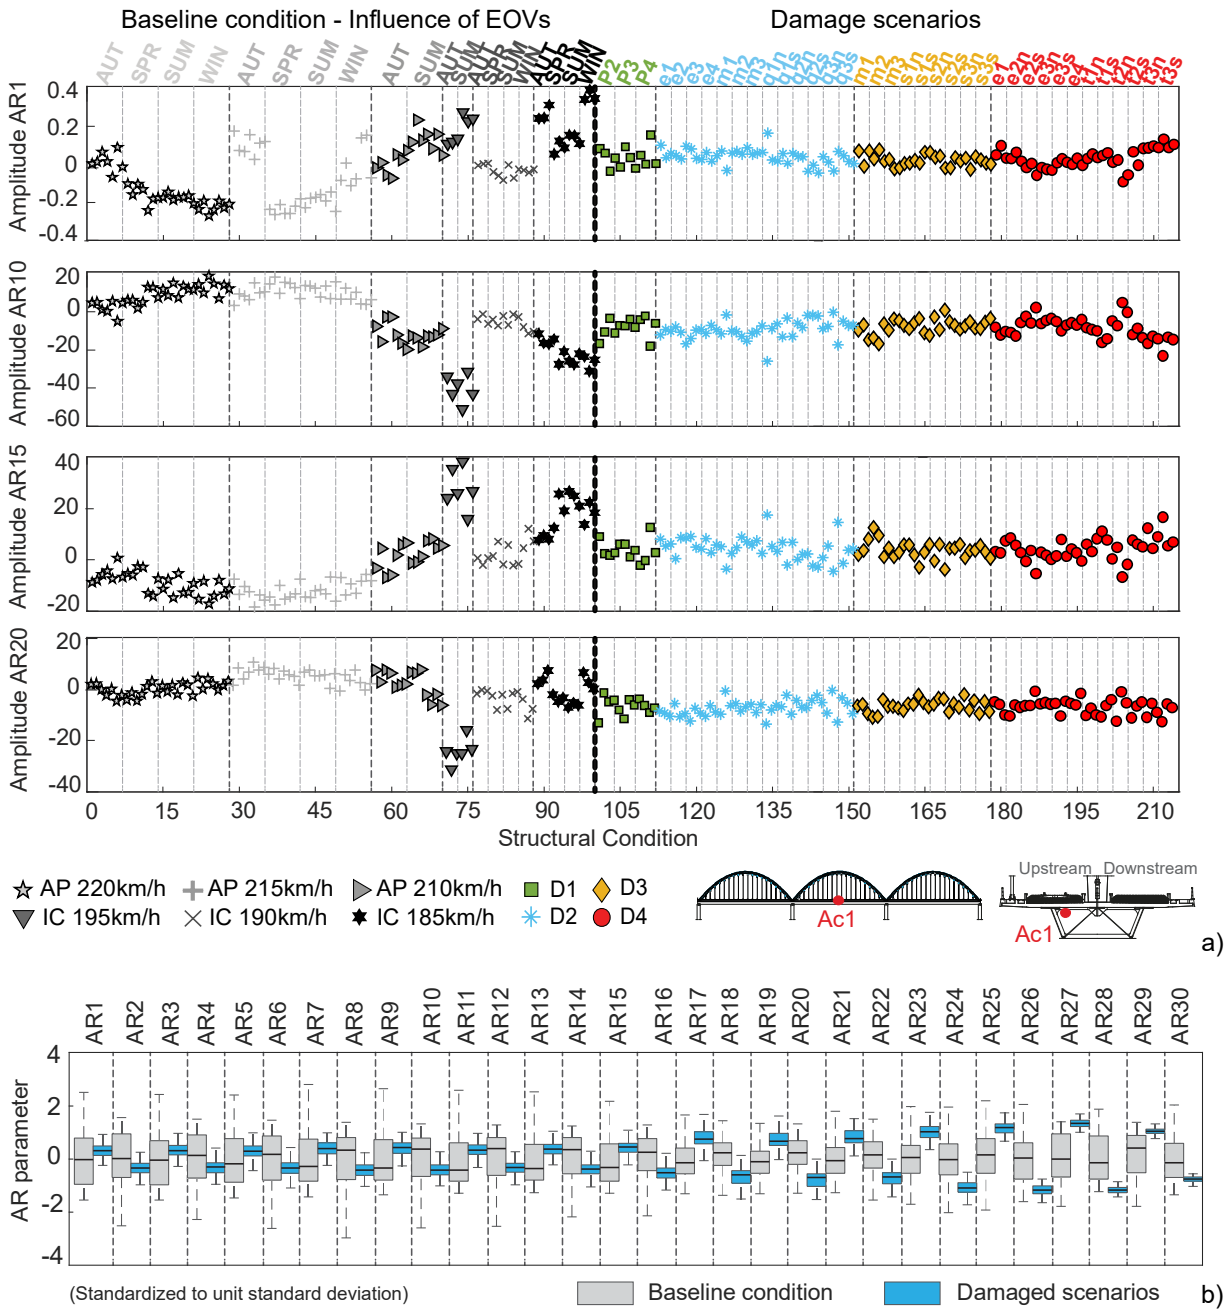 Baseline condition - Influence of EOVs
Damage scenarios
AUT SPR SUM WIN AUT SPR SUM WIN AUT SUM AUT SUM AUT SPR SUM WIN AUT SPR SUM WIN P2 P3 P4
Amplitude AR1
0.4
0.2
0
-0.2
-0.4
Amplitude AR10
20
0
-20
-40
-60
Amplitude AR15
40
20
0
-20
Amplitude AR20
20
0
-20
-40
0 15 30 45 60 75 90 105 120 135 150 165 180 195 210
Structural Condition
AP 220km/h AP 215km/h AP 210km/h D1 D3
IC 195km/h IC 190km/h IC 185km/h D2 D4
Upstream Downstream
Ac1
Ac1
a)
AR1 AR2 AR3 AR4 AR5 AR6 AR7 AR8 AR9 AR10 AR11 AR12 AR13 AR14 AR15 AR16 AR17 AR18 AR19 AR20 AR21 AR22 AR23 AR24 AR25 AR26 AR27 AR28 AR29 AR30
AR parameter
4
2
0
-2
-4
(Standardized to unit standard deviation)
Baseline condition
Damaged scenarios
b)